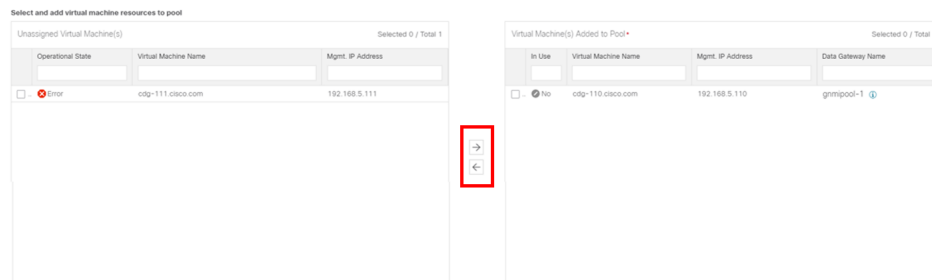 Select and add virtual machine resources to pool
Unassigned Virtual Machine(s) Selected 0 / Total 1
Operational State Virtual Machine Name Mgmt. IP Address
Error cdg-111.cisco.com 192.168.5.111
Virtual Machine(s) Added to Pool* Selected 0 / Total
In Use Virtual Machine Name Mgmt. IP Address Data Gateway Name
No cdg-110.cisco.com 192.168.5.110 gnmipool-1